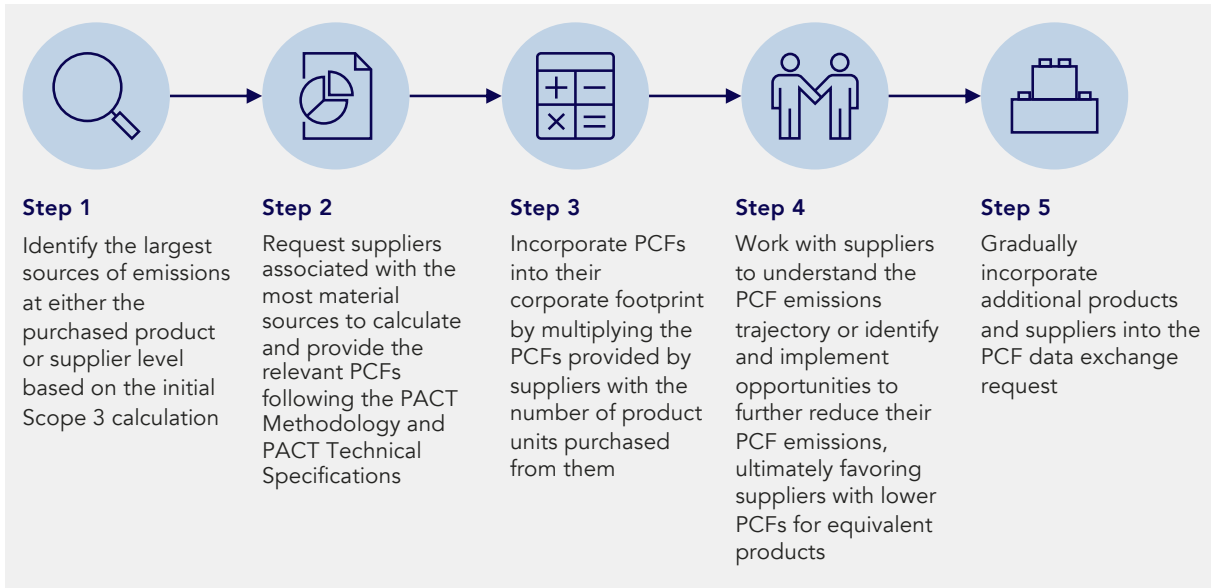 Step 1
Identify the largest
sources of emissions
at either the
purchased product
or supplier level
based on the initial
Scope 3 calculation
Step 2
Request suppliers
associated with the
most material
sources to calculate
and provide the
relevant PCFs
following the PACT
Methodology and
PACT Technical
Specifications
Step 3
Incorporate PCFs
into their
corporate footprint
by multiplying the
PCFs provided by
suppliers with the
number of product
units purchased
from them
Step 4
Work with suppliers
to understand the
PCF emissions
trajectory or identify
and implement
opportunities to
further reduce their
PCF emissions,
ultimately favoring
suppliers with lower
PCFs for equivalent
products
Step 5
Gradually
incorporate
additional products
and suppliers into the
PCF data exchange
request